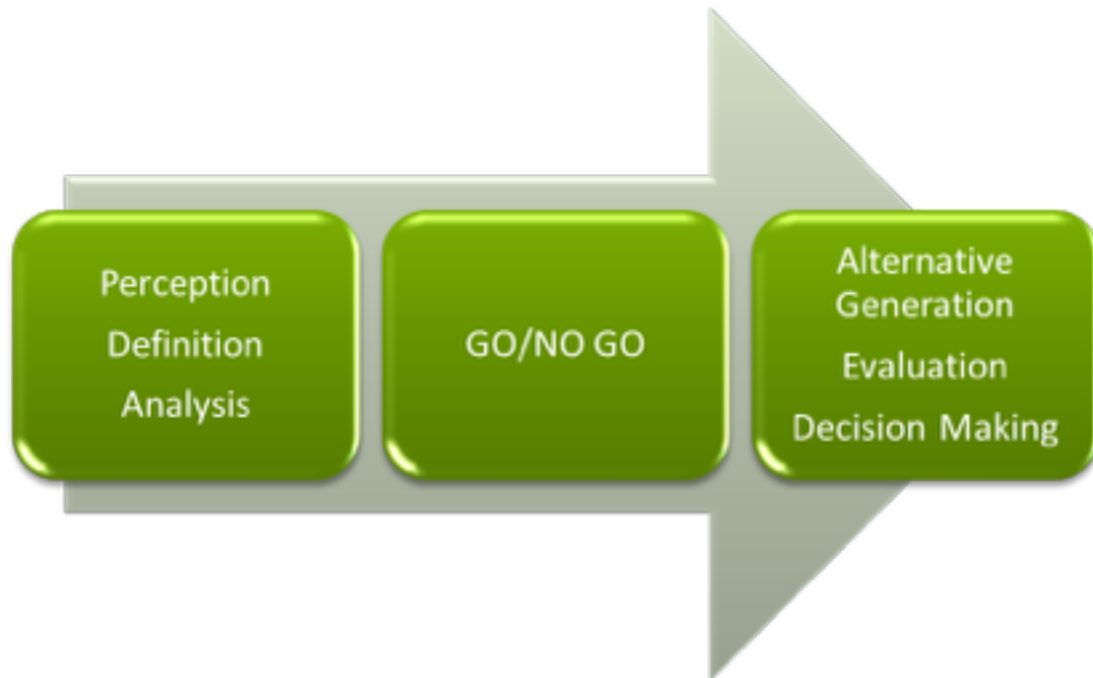 Perception
Definition
Analysis
GO/NO GO
Alternative
Generation
Evaluation
Decision Making